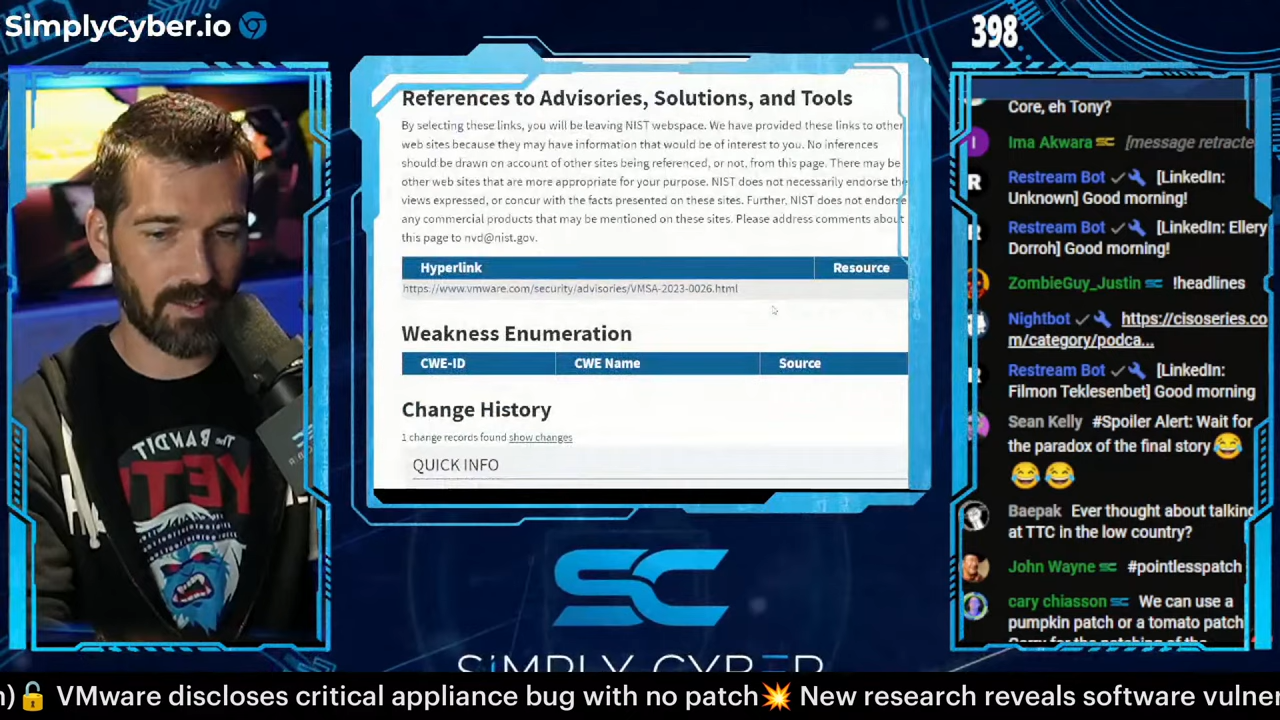 SimplyCyber.io
398
References to Advisories, Solutions, and Tools
By selecting these links, you will be leaving NIST webspace. We have provided these links to other
web sites because they may have information that would be of interest to you. No inferences
should be drawn on account of other sites being referenced, or not, from this page. There may be
other web sites that are more appropriate for your purpose. NIST does not necessarily endorse the
views expressed, or concur with the facts presented on these sites. Further, NIST does not endorse
any commercial products that may be mentioned on these sites. Please address comments about
this page to nvd@nist.gov.
Hyperlink Resource
https://www.vmware.com/security/advisories/VMSA-2023-0026.html
Weakness Enumeration
CWE-ID CWE Name Source
Change History
1 change records found show changes
QUICK INFO
Core, eh Tony?
Ima Akwara [message retracte
Restream Bot [LinkedIn:
Unknown] Good morning!
Restream Bot [LinkedIn: Ellery
Dorroh] Good morning!
ZombieGuy_Justin !headlines
Nightbot https://cisoseries.co
m/category/podca...
Restream Bot [LinkedIn:
Filmon Teklesenbet] Good morning
Sean Kelly #Spoiler Alert: Wait for
the paradox of the final story
Baepak Ever thought about talking
at TTC in the low country?
John Wayne #pointlesspatch
cary chiasson We can use a
pumpkin patch or a tomato patch
THE BANDIT
YETI
SC
SIMPLY CYBER
n) VMware discloses critical appliance bug with no patch New research reveals software vulner